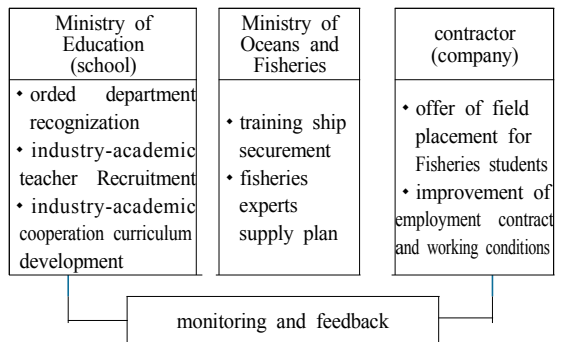 Ministry of
Education
(school)
◆ orded department
recognization
◆ industry-academic
teacher Recruitment
◆ industry-academic
cooperation curriculum
development
Ministry of
Oceans and
Fisheries
◆ training ship
securement
◆ fisheries
experts
supply plan
contractor
(company)
◆ offer of field
placement for
Fisheries students
◆ improvement of
employment contract
and working conditions
monitoring and feedback